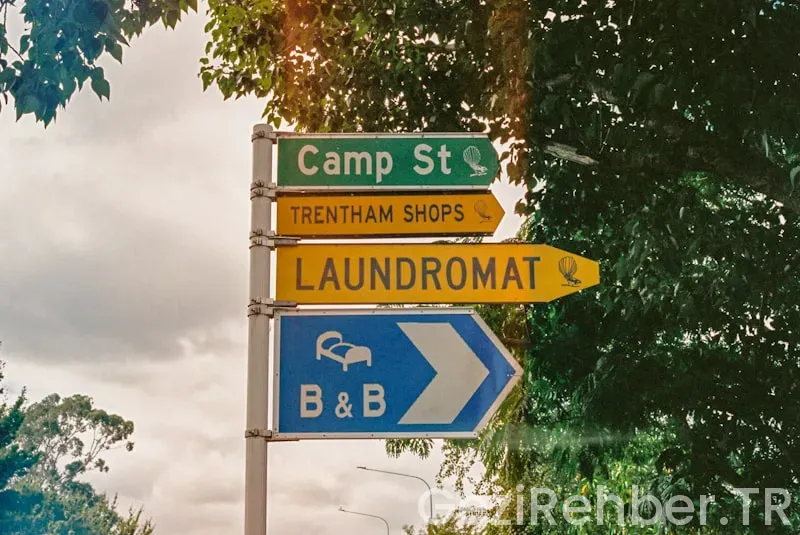 Camp St
TRENTHAM SHOPS
LAUNDROMAT
B & B
GeziRehber.TR